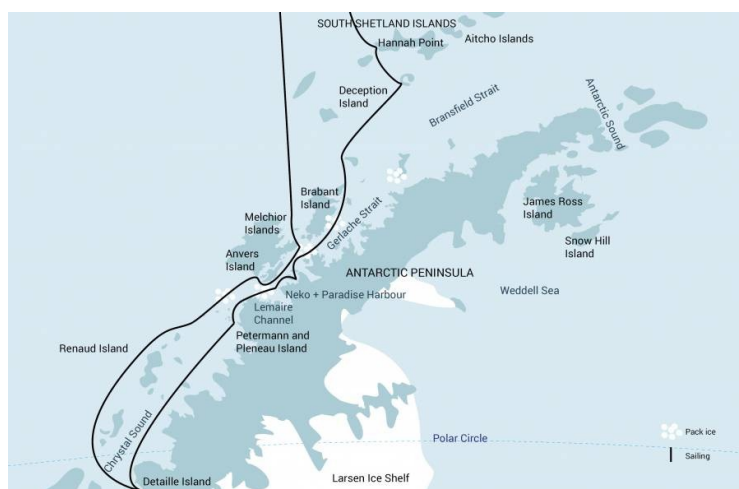 SOUTH SHETLAND ISLANDS
Hannah Point
Aitcho Islands
Deception
Island
Bransfield Strait
Antarctic Sound
Brabant
Island
Melchior
Islands
Gerlache Strait
James Ross
Island
Snow Hill
Island
Anvers
Island
ANTARCTIC PENINSULA
Neko + Paradise Harbour
Weddell Sea
Lemaire
Channel
Petermann and
Pleneau Island
Renaud Island
Chrystal Sound
Polar Circle
Pack ice
Sailing
Detaille Island
Larsen Ice Shelf